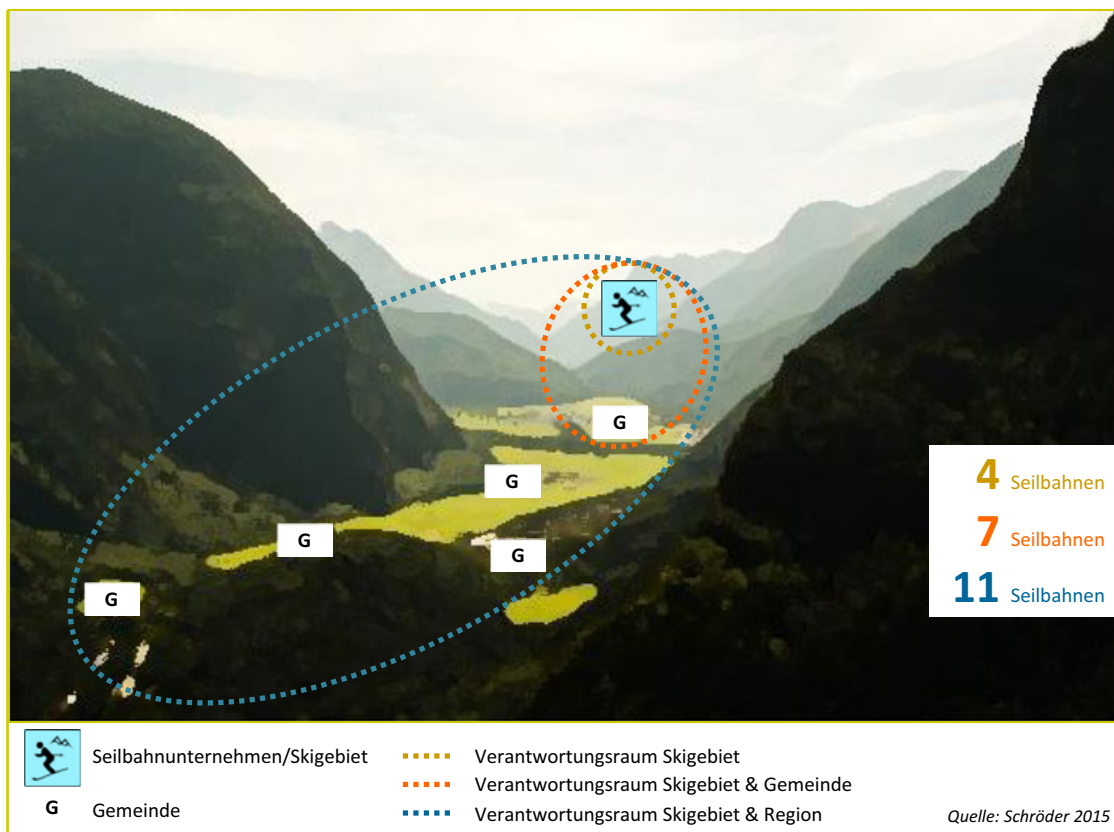 G
G
G
G
G
4 Seilbahnen
7 Seilbahnen
11 Seilbahnen
Seilbahnunternehmen/Skigebiet
G Gemeinde
Verantwortungsraum Skigebiet
Verantwortungsraum Skigebiet & Gemeinde
Verantwortungsraum Skigebiet & Region
Quelle: Schröder 2015